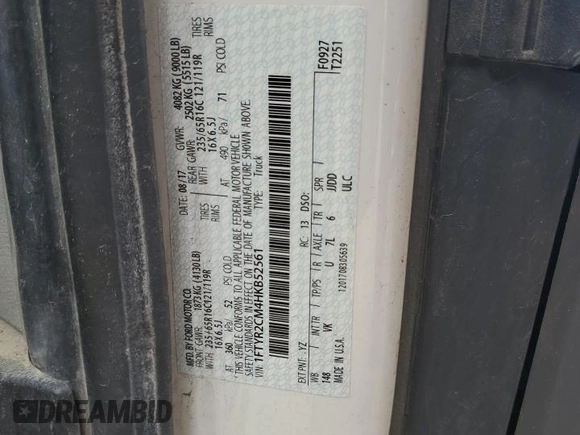 MFD. BY FORD MOTOR CO.
DATE: 08/17 GVWR: 4082 KG ( 9000 LB)
FRONT GAWR: 1873 KG (4130 LB) REAR GAWR: 2502 KG ( 5515 LB)
235/65R16C 121/119R TIRES WITH 235/65R16C 121/119R TIRES
16X6.5J RIMS 16X6.5J RIMS
AT 360 kPa/ 52 PSI COLD AT 490 kPa/ 71 PSI COLD
*THIS VEHICLE CONFORMS TO ALL APPLICABLE FEDERAL MOTOR VEHICLE
SAFETY STANDARDS IN EFFECT ON THE DATE OF MANUFACTURE SHOWN ABOVE.
VIN: 1FTYR2CM4HKB52561
TYPE: Truck
F0927
T2251
EXT PNT: YZ RC: 13 DSO:
WB INT TR TP/PS R AXLE TR SPR
148 VK U 7L 6 JJDD
MADE IN U.S.A. ULC
1201708305639
DREAMBID